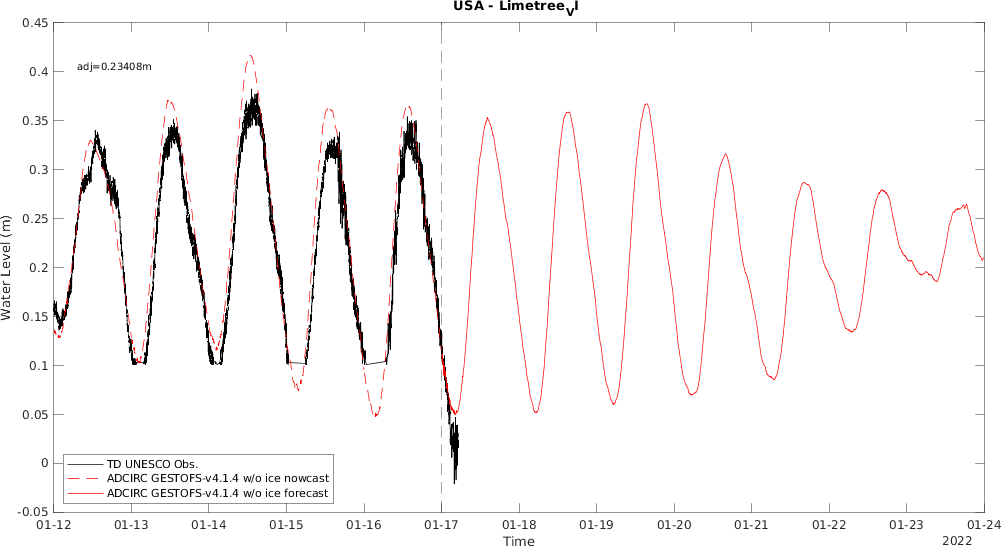 USA - Limetree_VI
0.45
0.4
0.35
0.3
0.25
0.2
0.15
0.1
0.05
0
-0.05
Water Level (m)
adj=0.23408m
TD UNESCO Obs.
ADCIRC GESTOFS-v4.1.4 w/o ice nowcast
ADCIRC GESTOFS-v4.1.4 w/o ice forecast
01-12 01-13 01-14 01-15 01-16 01-17 01-18 01-19 01-20 01-21 01-22 01-23 01-24
Time
2022